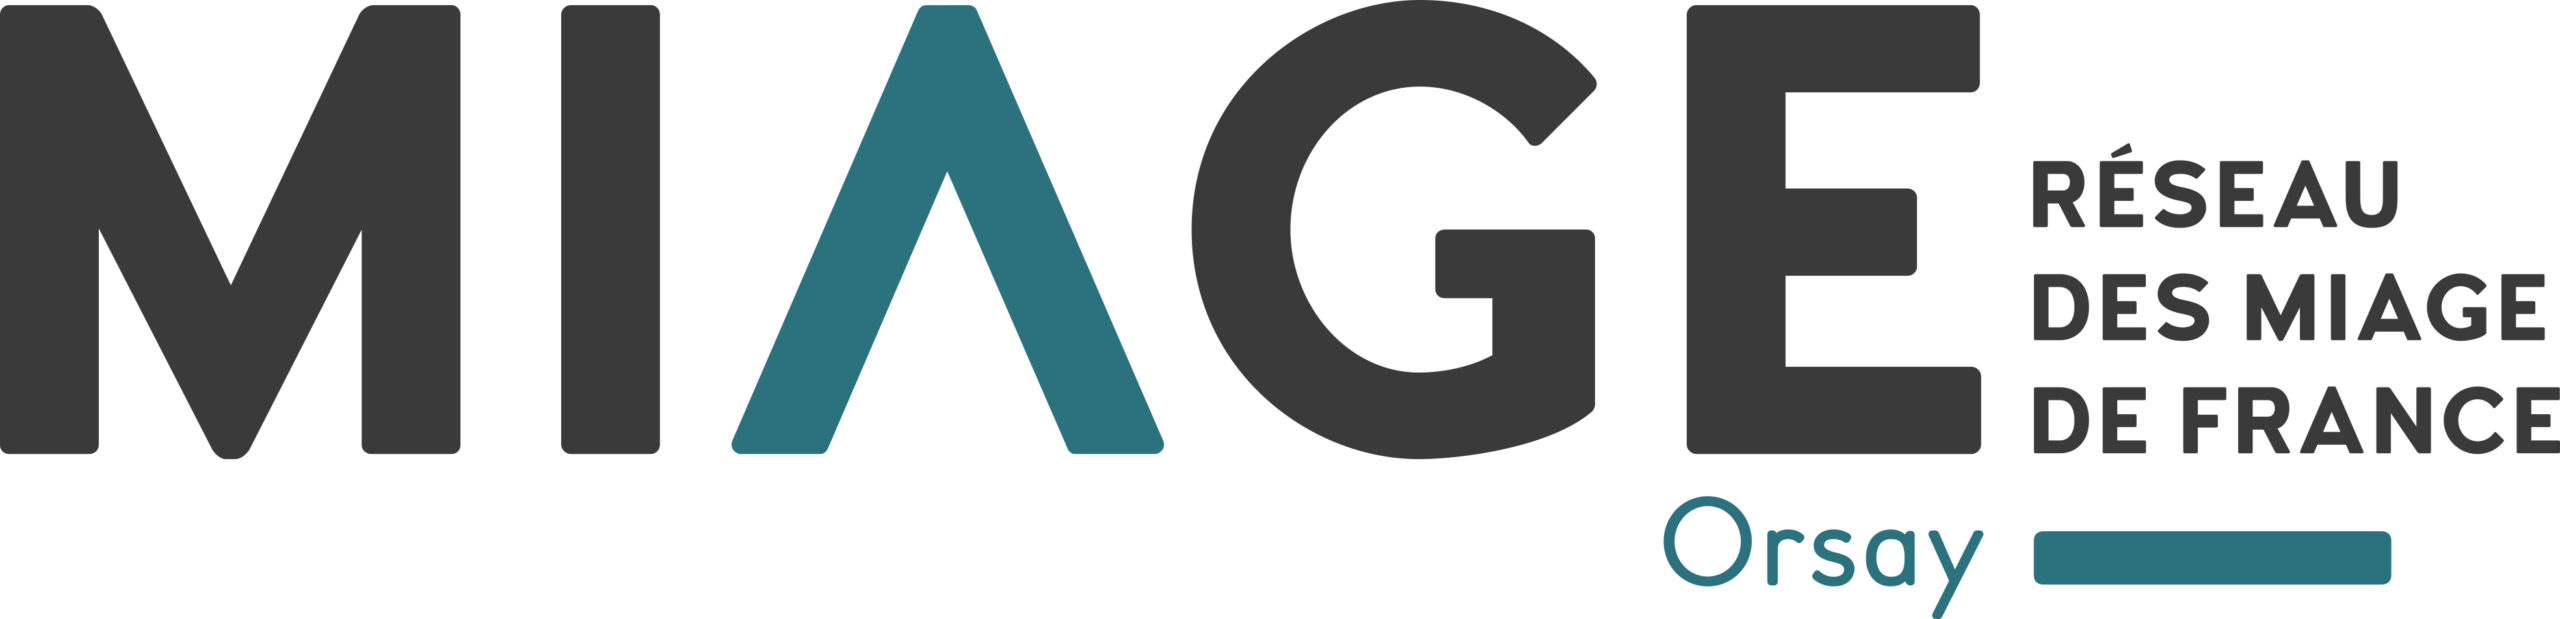 MIAGE
RÉSEAU
DES MIAGE
DE FRANCE
Orsay